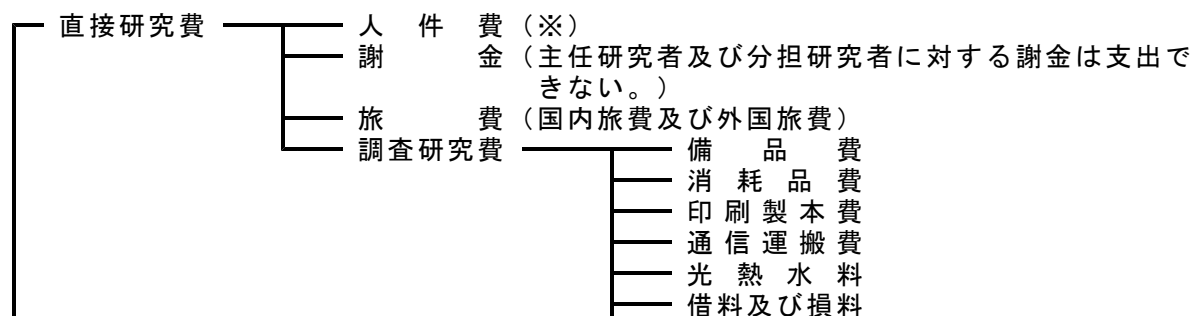 直接研究費 人件費(※)
謝金(主任研究者及び分担研究者に対する謝金は支出で
きない。)
旅費(国内旅費及び外国旅費)
調査研究費 備品費
消耗品費
印刷製本費
通信運搬費
光熱水料
借料及び損料